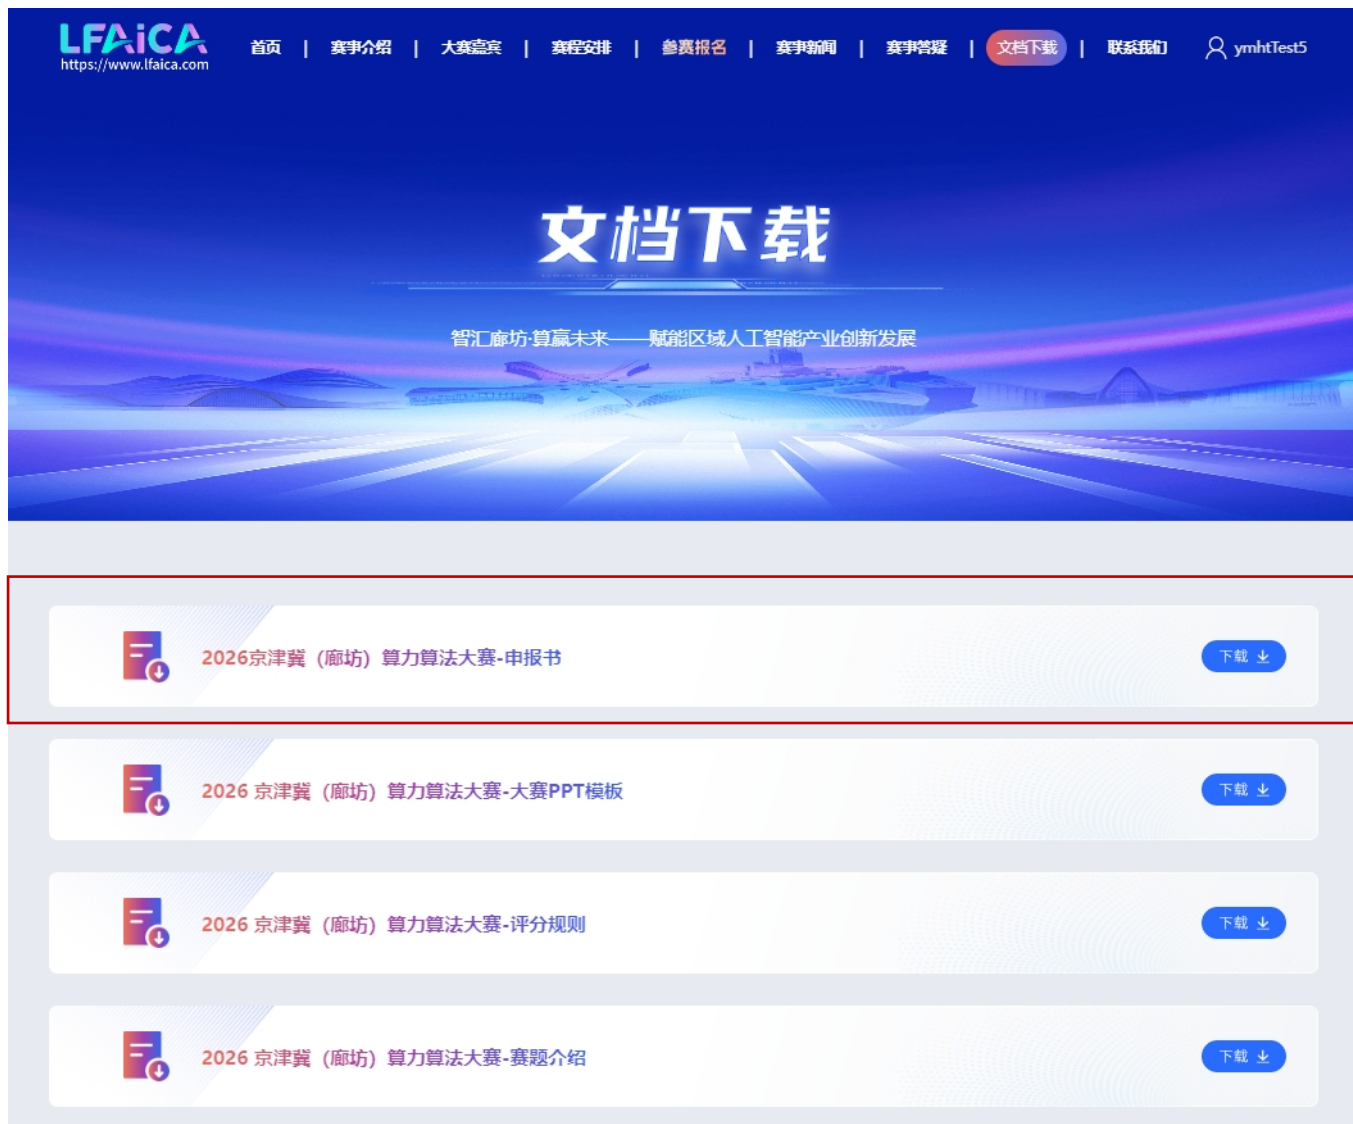 LFAiCA
https://www.lfaica.com
首页 | 赛事介绍 | 大赛嘉宾 | 赛程安排 | 参赛报名 | 赛事新闻 | 赛事答疑 | 文档下载 | 联系我们
ymhtTest5
文档下载
智汇廊坊·算赢未来——赋能区域人工智能产业创新发展
2026京津冀（廊坊）算力算法大赛-申报书
下载
2026 京津冀（廊坊）算力算法大赛-大赛PPT模板
下载
2026 京津冀（廊坊）算力算法大赛-评分规则
下载
2026 京津冀（廊坊）算力算法大赛-赛题介绍
下载